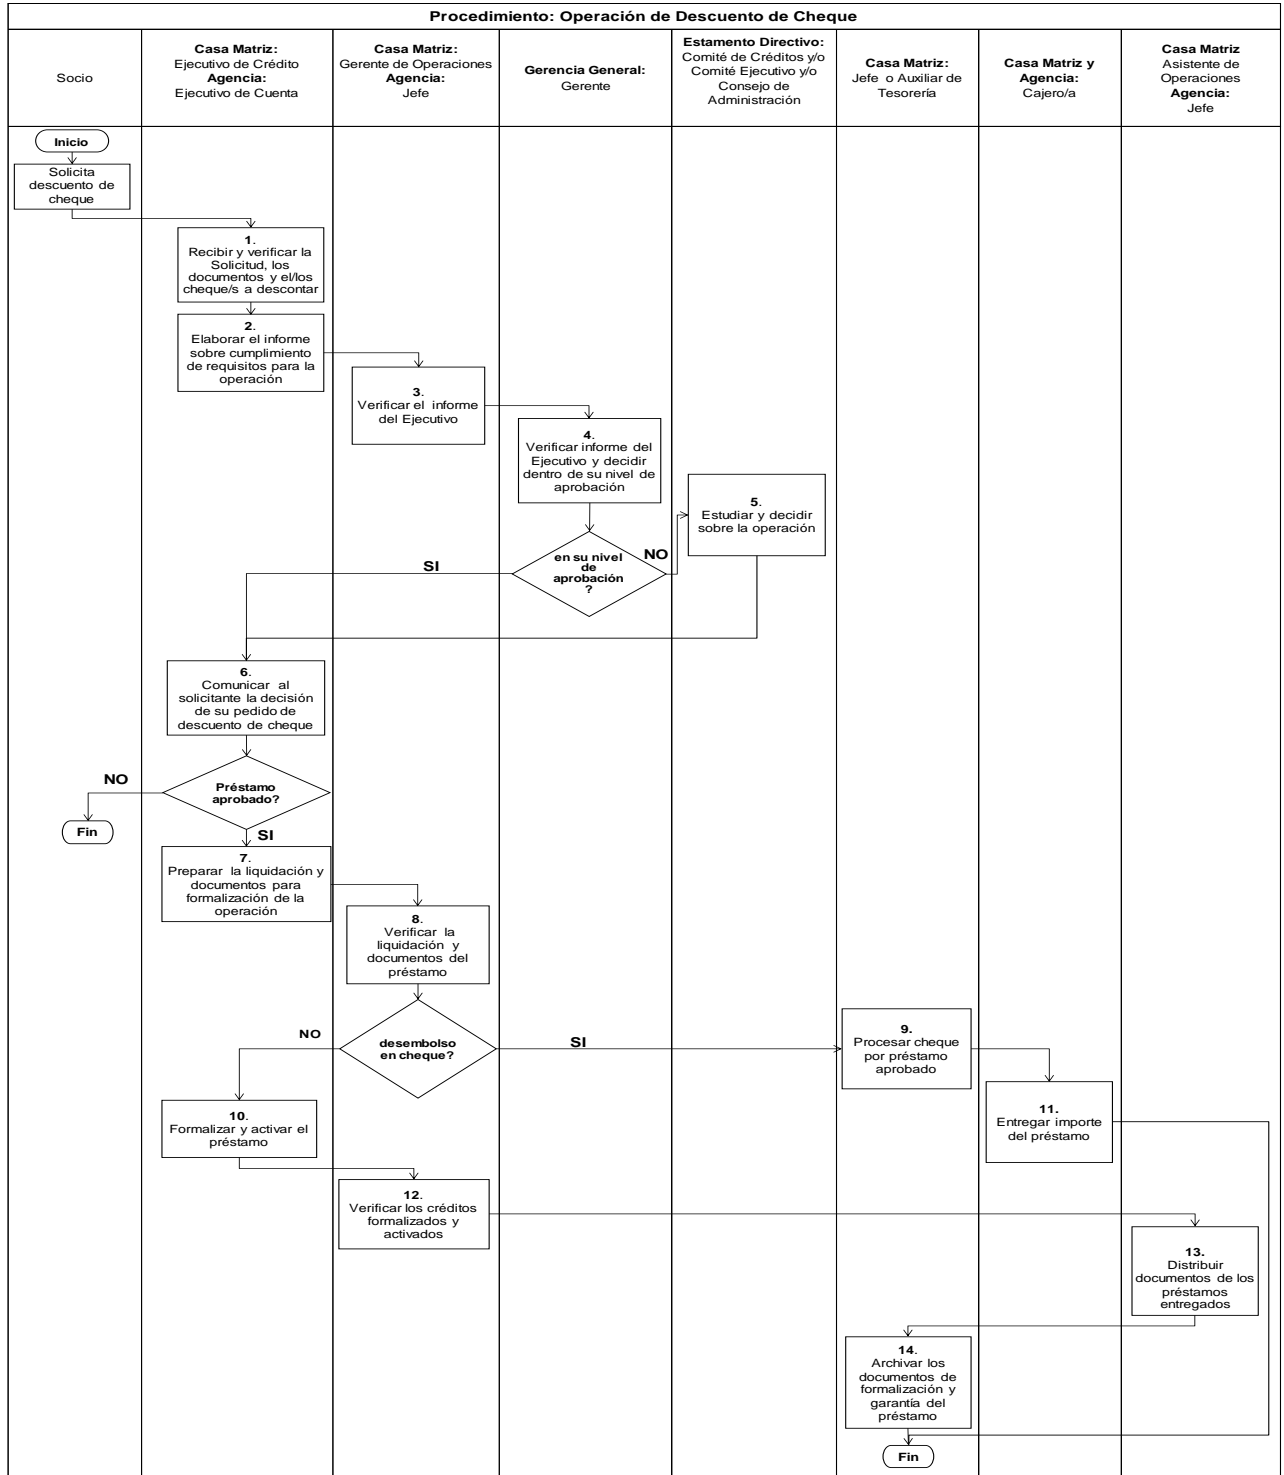 Procedimiento: Operación de Descuento de Cheque
Socio
Casa Matriz:
Ejecutivo de Crédito
Agencia:
Ejecutivo de Cuenta
Casa Matriz:
Gerente de Operaciones
Agencia:
Jefe
Gerencia General:
Gerente
Estamento Directivo:
Comité de Créditos y/o
Comité Ejecutivo y/o
Consejo de
Administración
Casa Matriz:
Jefe o Auxiliar de
Tesorería
Casa Matriz y
Agencia:
Cajero/a
Casa Matriz
Asistente de
Operaciones
Agencia:
Jefe
Inicio
Solicita
descuento de
cheque
1.
Recibir y verificar la
Solicitud, los
documentos y el/los
cheque/s a descontar
2.
Elaborar el informe
sobre cumplimiento
de requisitos para la
operación
3.
Verificar el informe
del Ejecutivo
4.
Verificar informe del
Ejecutivo y decidir
dentro de su nivel de
aprobación
5.
Estudiar y decidir
sobre la operación
en su nivel
de
aprobación
?
NO
SI
6.
Comunicar al
solicitante la decisión
de su pedido de
descuento de cheque
Préstamo
aprobado?
NO
Fin
SI
7.
Preparar la liquidación y
documentos para
formalización de la
operación
8.
Verificar la
liquidación y
documentos del
préstamo
desembolso
en cheque?
NO
SI
9.
Procesar cheque
por préstamo
aprobado
10.
Formalizar y activar el
préstamo
11.
Entregar importe
del préstamo
12.
Verificar los créditos
formalizados y
activados
13.
Distribuir
documentos de los
préstamos
entregados
14.
Archivar los
documentos de
formalización y
garantía del
préstamo
Fin